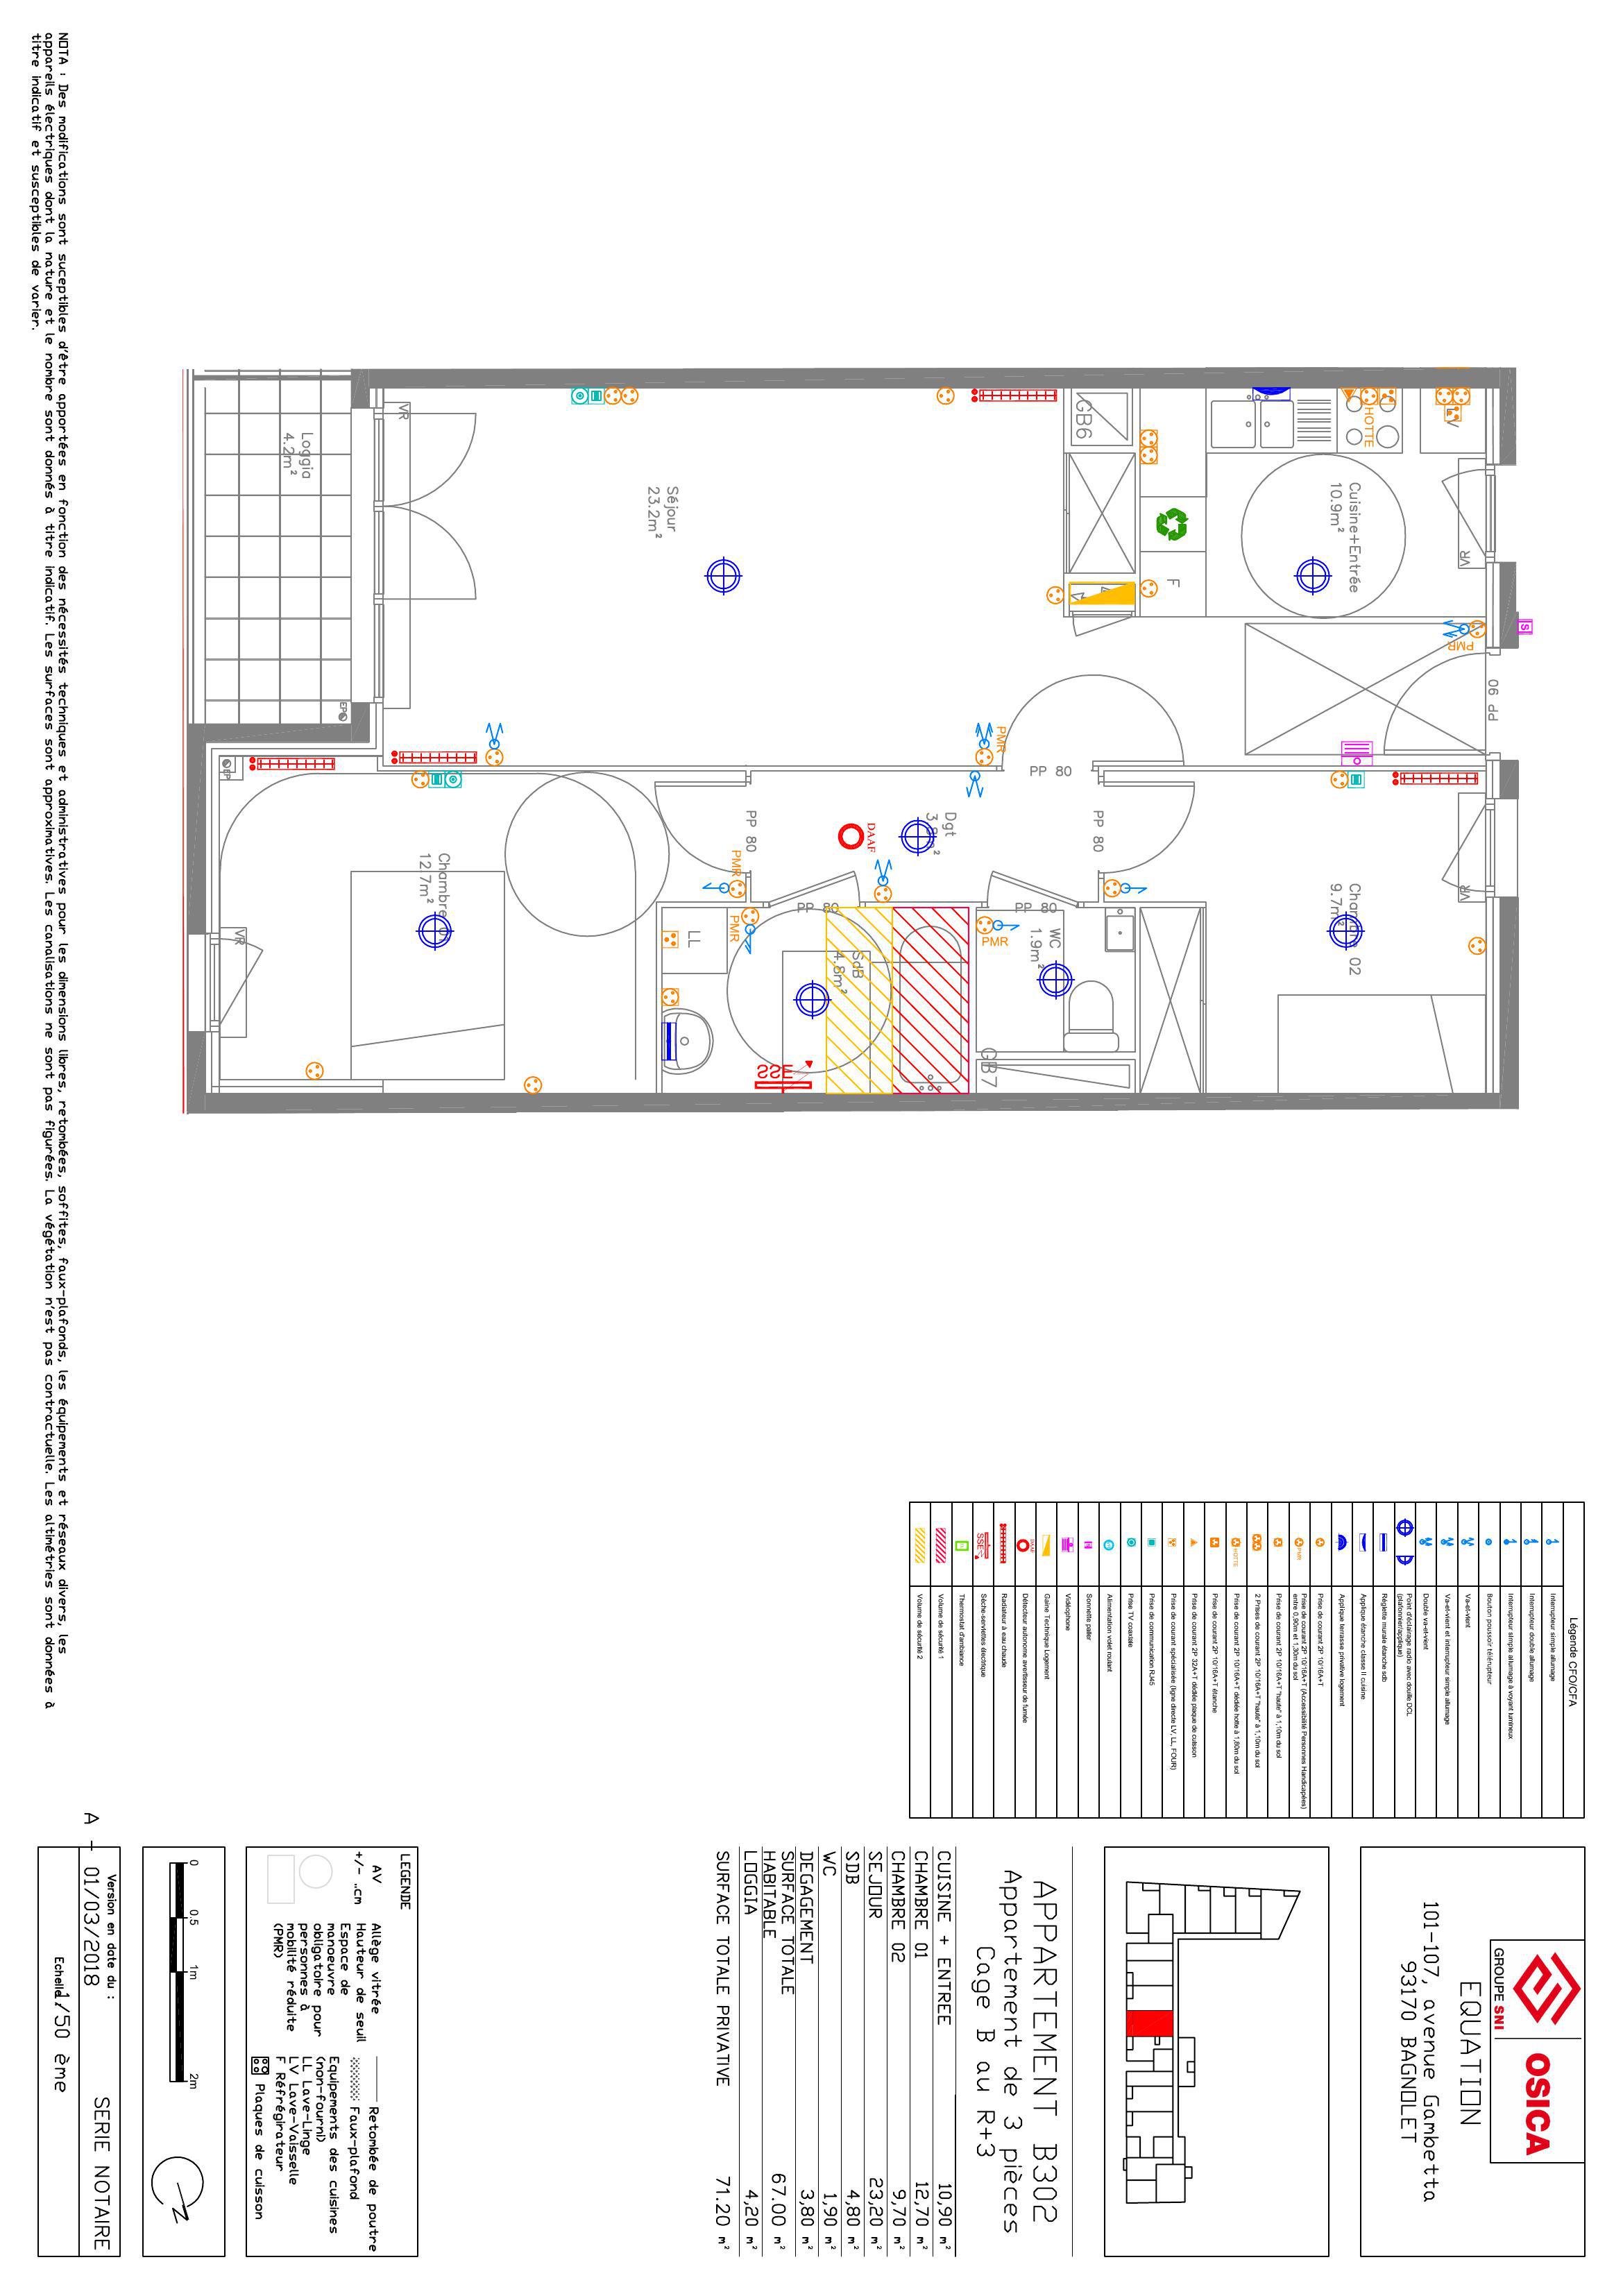 GROUPE SNI
OSICA
EQUATION
101-107, avenue Gambetta
93170 BAGNOLET
APPARTEMENT B302
Appartement de 3 pièces
Cage B au R+3
CUISINE + ENTREE 10,90 m²
CHAMBRE 01 12,70 m²
CHAMBRE 02 9,70 m²
SEJOUR 23,20 m²
SDB 4,80 m²
WC 1,90 m²
DEGAGEMENT 3,80 m²
SURFACE TOTALE
HABITABLE 67.00 m²
LOGGIA 4,20 m²
SURFACE TOTALE PRIVATIVE 71.20 m²
Légende CFO/CFA
Interrupteur simple allumage
Interrupteur double allumage
Interrupteur simple allumage à voyant lumineux
Bouton poussoir télérupteur
Va-et-vient
Va-et-vient et interrupteur simple allumage
Double va-et-vient
Point d'éclairage radio avec douille DCL
(plafonnier/applique)
Réglette murale étanche sdb
Applique étanche classe II cuisine
Applique terrasse privative logement
Prise de courant 2P 10/16A+T
PMR
Prise de courant 2P 10/16A+T (Accessibilité Personnes Handicapées)
entre 0,90m et 1,30m du sol
Prise de courant 2P 10/16A+T "haute" à 1,10m du sol
2 Prises de courant 2P 10/16A+T "haute" à 1,10m du sol
HOTTE
Prise de courant 2P 10/16A+T dédiée hotte à 1,80m du sol
Prise de courant 2P 10/16A+T étanche
Prise de courant 2P 32A+T dédiée plaque de cuisson
Prise de courant spécialisée (ligne directe LV, LL, FOUR)
Prise de communication RJ45
Prise TV coaxiale
Alimentation volet roulant
Sonnette palier
Vidéophone
Gaine Technique Logement
DAAF
Détecteur autonome avertisseur de fumée
Radiateur à eau chaude
SSE
Sèche-serviettes électrique
Thermostat d'ambiance
Volume de sécurité 1
Volume de sécurité 2
Cuisine+Entrée
10.9m²
HOTTE
VR
PMR
PP 90
S
F
GB6
Séjour
23.2m²
PMR
PP 80
VR
Loggia
4.2m²
EP
EP
Dgt
DAAF
PP 80
PP 80
PMR
PP 80
PP 80
PMR
PMR
02
9.7m²
VR
WC
1.9m²
GB7
SdB
4.8m²
LL
SSE
12.7m²
VR
LEGENDE
AV Allège vitrée
+/- ..cm Hauteur de seuil
Espace de
manoeuvre
obligatoire pour
personnes à
mobilité réduite
(PMR)
Retombée de poutre
Faux-plafond
Equipements des cuisines
(non-fourni)
LL Lave-Linge
LV Lave-Vaisselle
F Réfrigérateur
Plaques de cuisson
0 0.5 1m 2m
N
A -
Version en date du :
01/03/2018
SERIE NOTAIRE
Echelle 1/50 ème
NOTA : Des modifications sont suceptibles d'être apportées en fonction des nécessités techniques et administratives pour les dimensions libres, retombées, soffites, faux-plafonds, les équipements et réseaux divers, les
appareils électriques dont la nature et le nombre sont donnés à titre indicatif. Les surfaces sont approximatives. Les canalisations ne sont pas figurées. La végétation n'est pas contractuelle. Les altimétries sont données à
titre indicatif et susceptibles de varier.